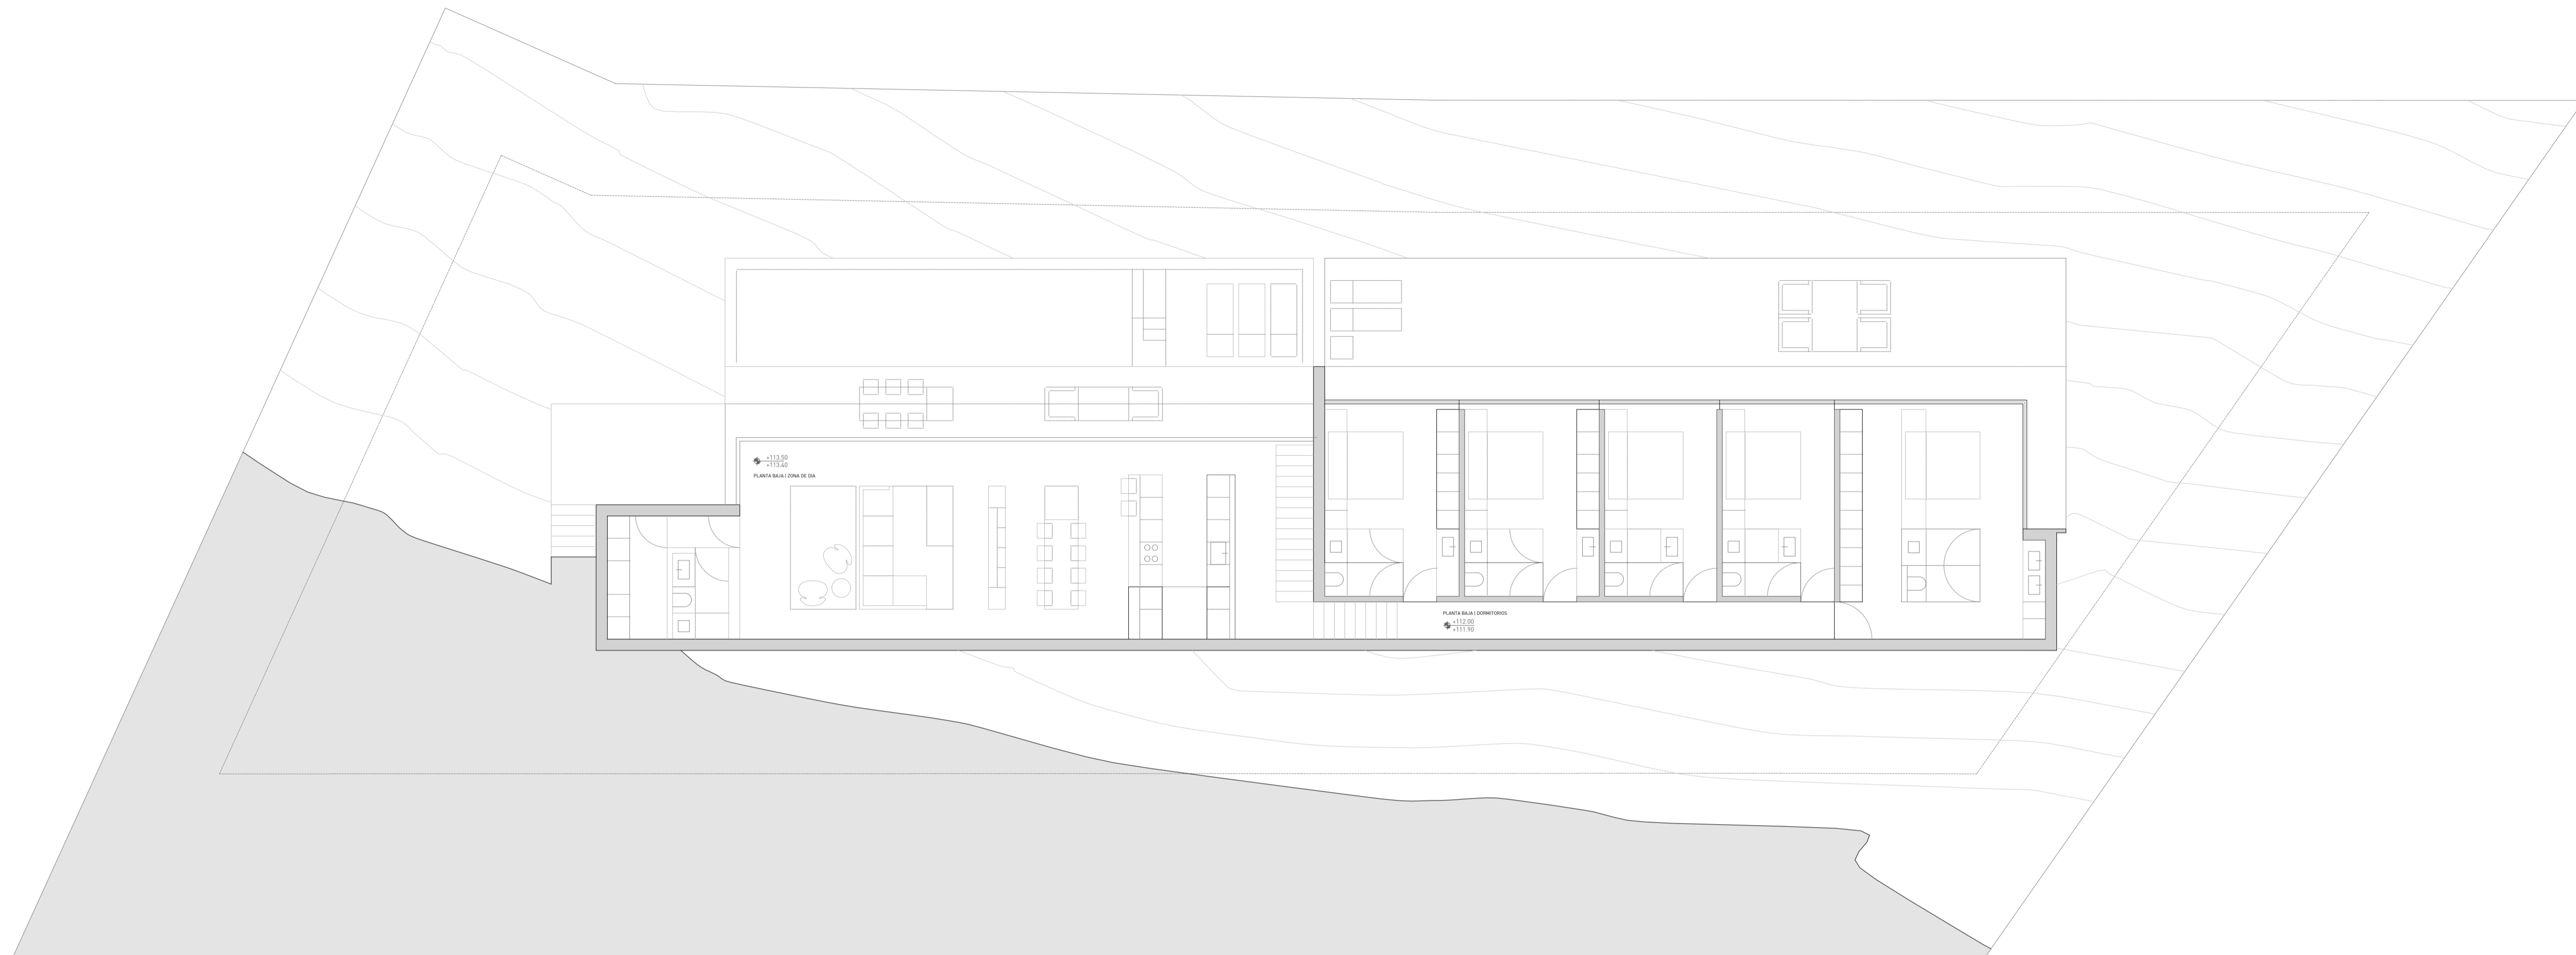 +113.50
+113.40
PLANTA BAJA | ZONA DE DIA
PLANTA BAJA | DORMITORIOS
+112.00
+111.90